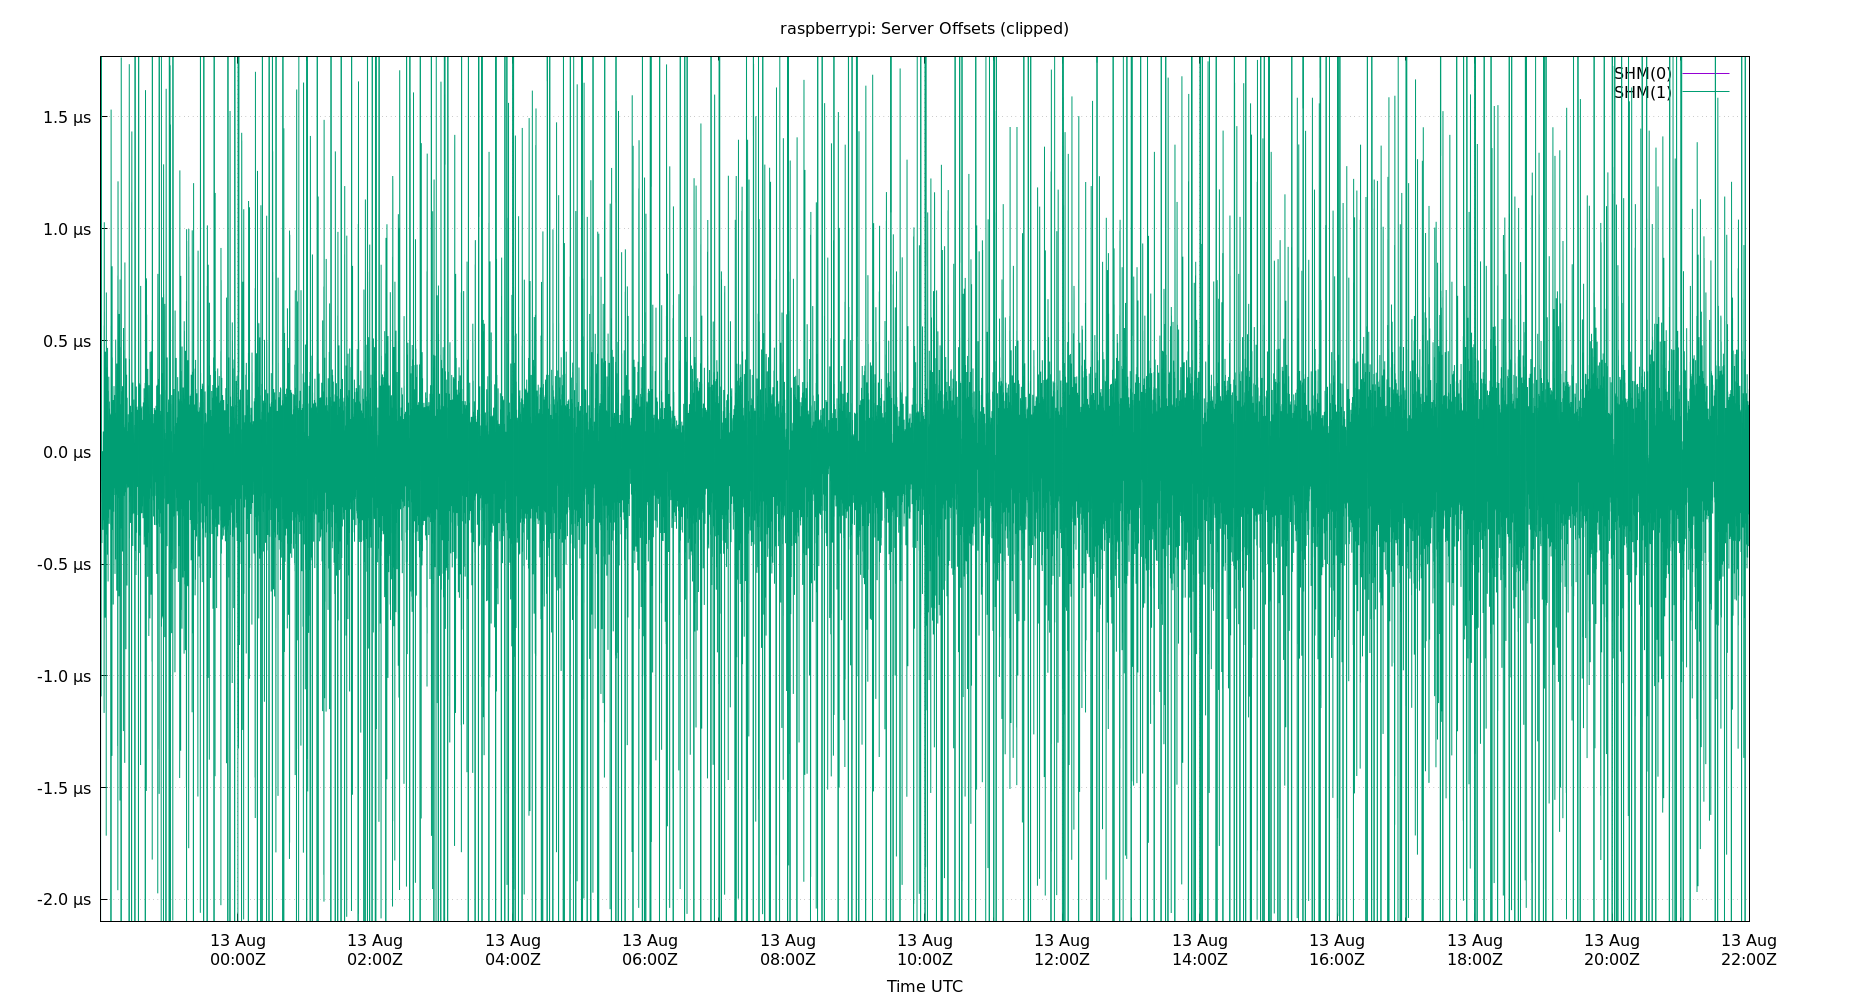 raspberrypi: Server Offsets (clipped)
SHM(0)
SHM(1)
1.5 µs
1.0 µs
0.5 µs
0.0 µs
-0.5 µs
-1.0 µs
-1.5 µs
-2.0 µs
13 Aug 13 Aug 13 Aug 13 Aug 13 Aug 13 Aug 13 Aug 13 Aug 13 Aug 13 Aug 13 Aug 13 Aug
00:00Z 02:00Z 04:00Z 06:00Z 08:00Z 10:00Z 12:00Z 14:00Z 16:00Z 18:00Z 20:00Z 22:00Z
Time UTC